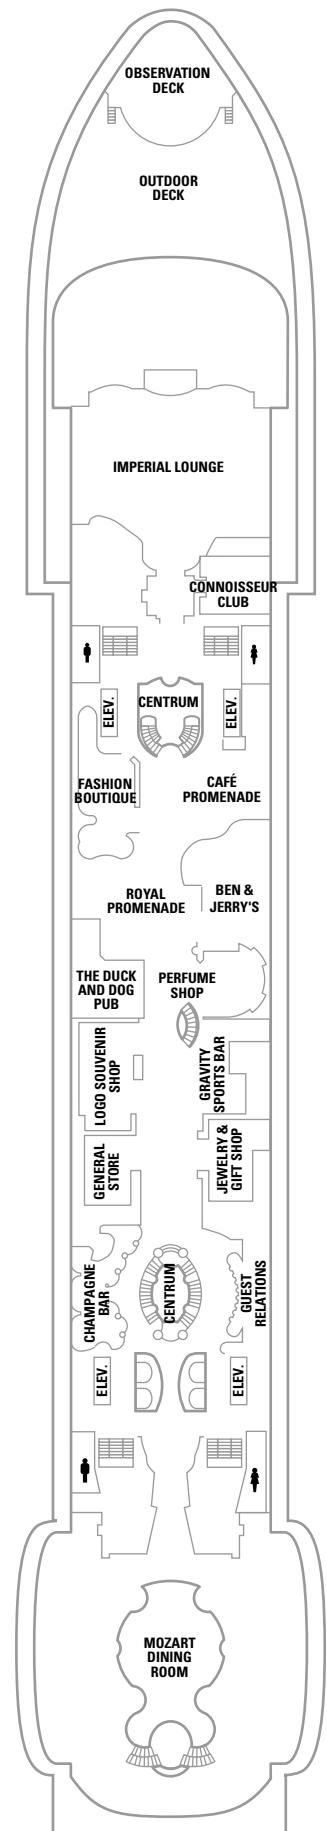 OBSERVATION
DECK
OUTDOOR
DECK
IMPERIAL LOUNGE
CONNOISSEUR
CLUB
ELEV.
CENTRUM
ELEV.
FASHION
BOUTIQUE
CAFÉ
PROMENADE
ROYAL
PROMENADE
BEN &
JERRY'S
THE DUCK
AND DOG
PUB
PERFUME
SHOP
LOGO SOUVENIR
SHOP
GRAVITY
SPORTS BAR
GENERAL
STORE
JEWELRY &
GIFT SHOP
CHAMPAGNE
BAR
CENTRUM
GUEST
RELATIONS
ELEV.
ELEV.
MOZART
DINING
ROOM